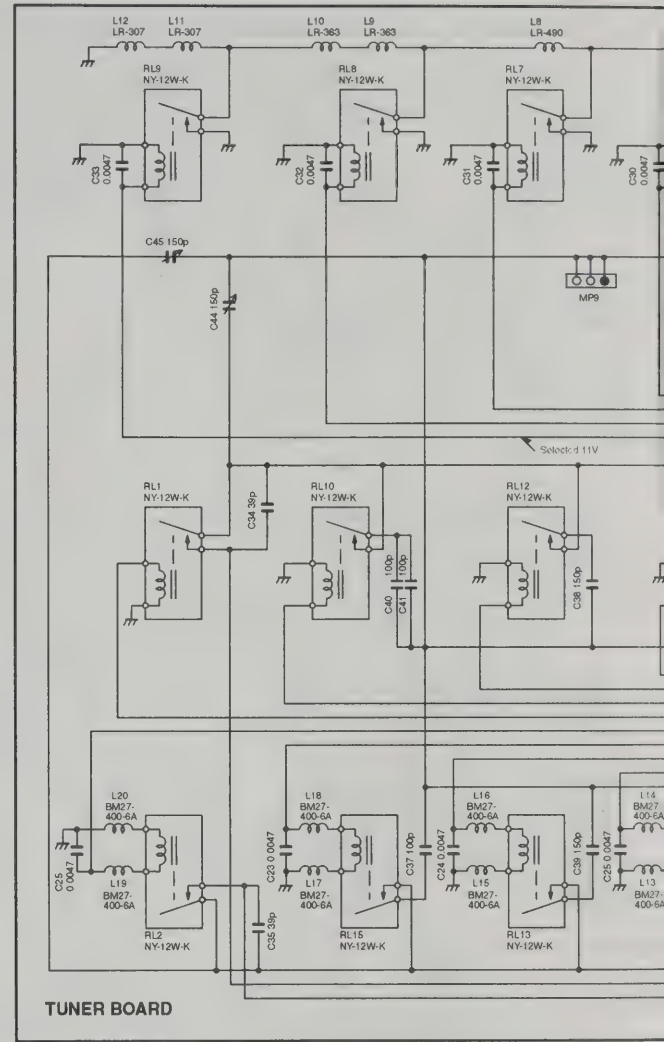 L12
LR-307
L11
LR-307
L10
LR-363
L9
LR-363
L8
LR-490
RL9
NY-12W-K
RL8
NY-12W-K
RL7
NY-12W-K
C33
0.0047
C32
0.0047
C31
0.0047
C30
0.0047
C45 150p
C44 150p
MP9
Selected 11V
RL1
NY-12W-K
C34 39p
RL10
NY-12W-K
C40 100p
C41 100p
RL12
NY-12W-K
C38 150p
L20
BM27-
400-6A
L18
BM27-
400-6A
L16
BM27-
400-6A
L14
BM27
400-6A
C25
0.0047
C23 0.0047
C37 100p
C24 0.0047
C39 150p
C25 0.0047
L19
BM27-
400-6A
L17
BM27-
400-6A
L15
BM27-
400-6A
L13
BM27-
400-6A
RL2
NY-12W-K
C35 39p
RL15
NY-12W-K
RL13
NY-12W-K
TUNER BOARD